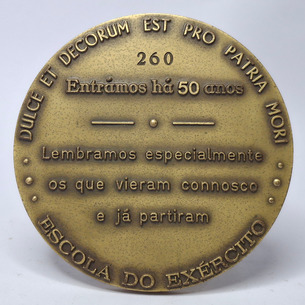 DULCE ET DECORUM EST PRO PATRIA MORI
260
Entrámos há 50 anos
Lembramos especialmente
os que vieram connosco
e já partiram
ESCOLA DO EXÉRCITO